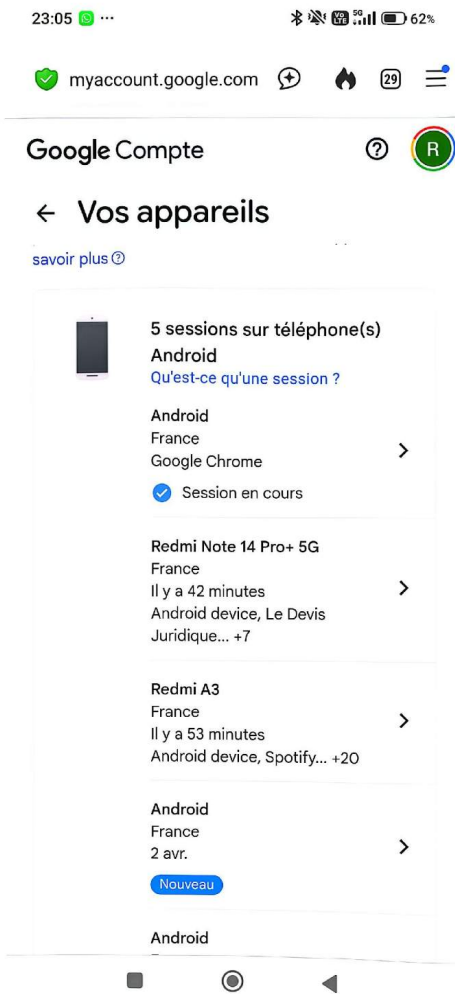 23:05 ...
VoLTE 5G 62%
myaccount.google.com 29
Google Compte R
Vos appareils
savoir plus
5 sessions sur téléphone(s)
Android
Qu'est-ce qu'une session ?
Android
France
Google Chrome
Session en cours
Redmi Note 14 Pro+ 5G
France
Il y a 42 minutes
Android device, Le Devis
Juridique... +7
Redmi A3
France
Il y a 53 minutes
Android device, Spotify... +20
Android
France
2 avr.
Nouveau
Android